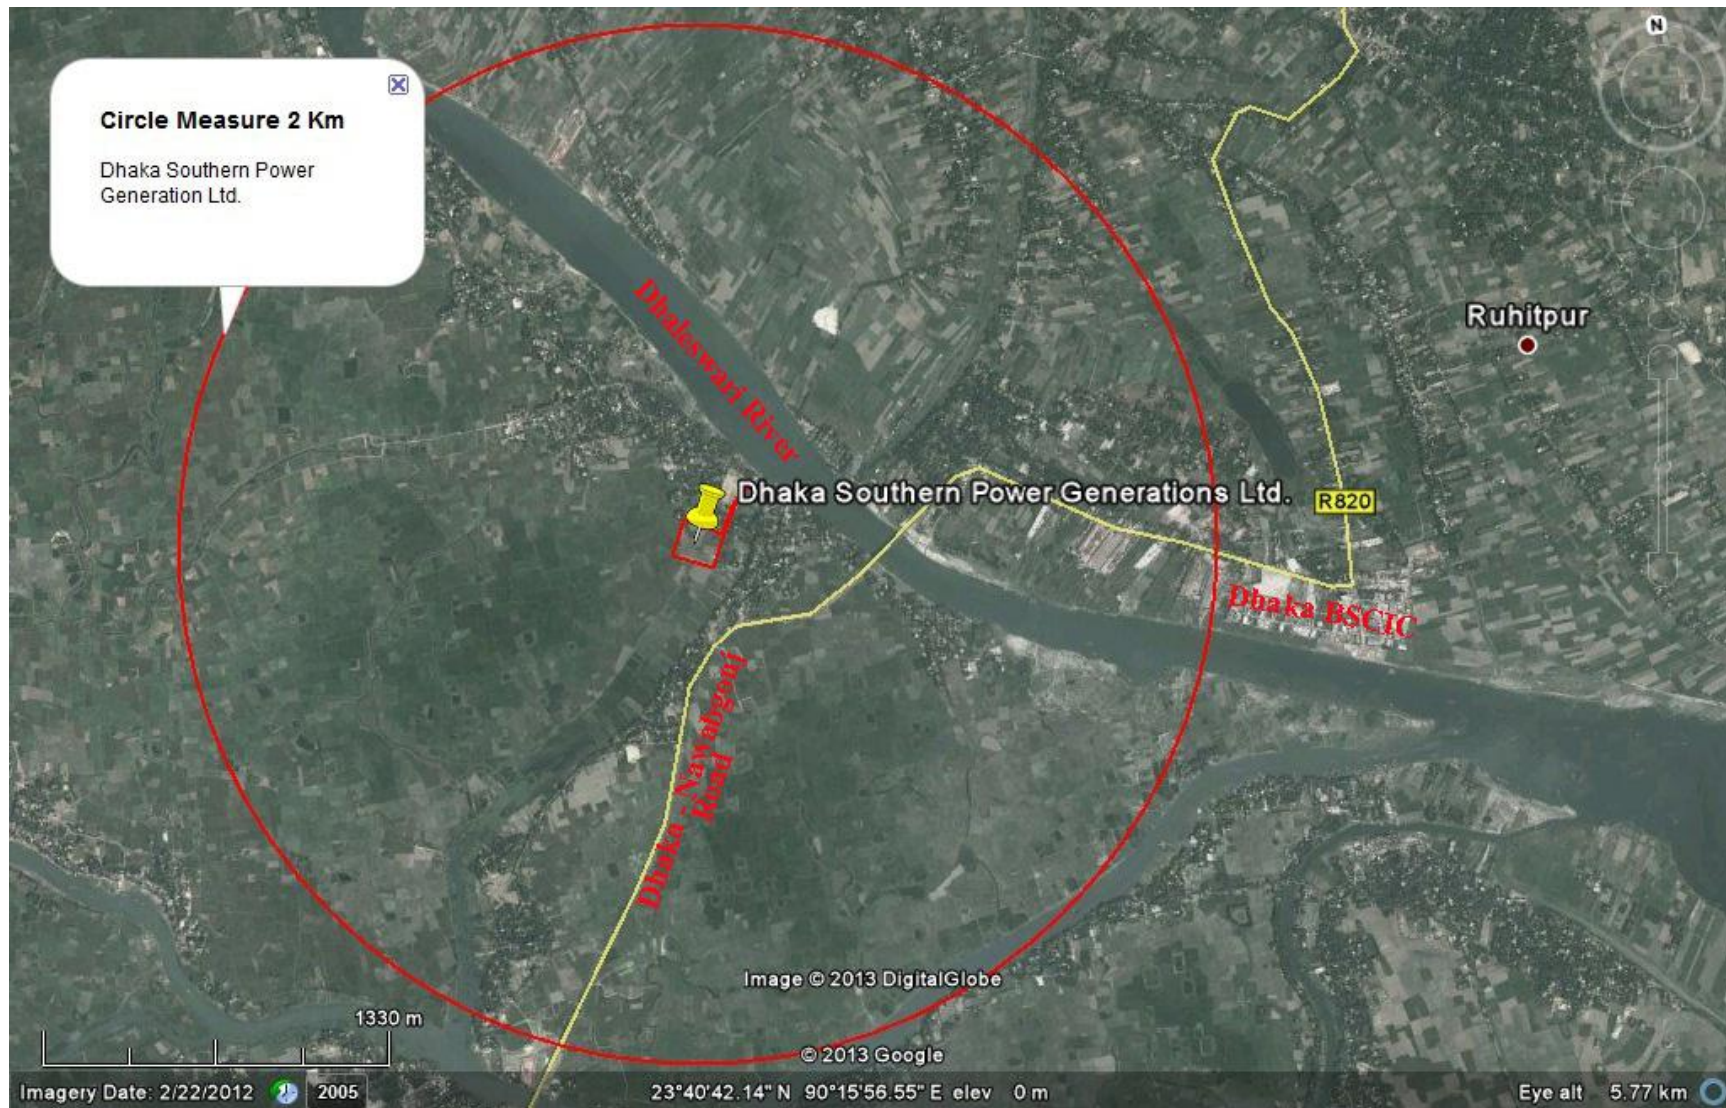 N
Circle Measure 2 Km
Dhaka Southern Power
Generation Ltd.
Dhaleswari River
Ruhitpur
Dhaka Southern Power Generations Ltd.
R820
Dhaka BSCIC
Dhaka - Nawabgonj
Road
Image © 2013 DigitalGlobe
1330 m
© 2013 Google
Imagery Date: 2/22/2012
2005
23°40'42.14" N 90°15'56.55" E elev 0 m
Eye alt 5.77 km